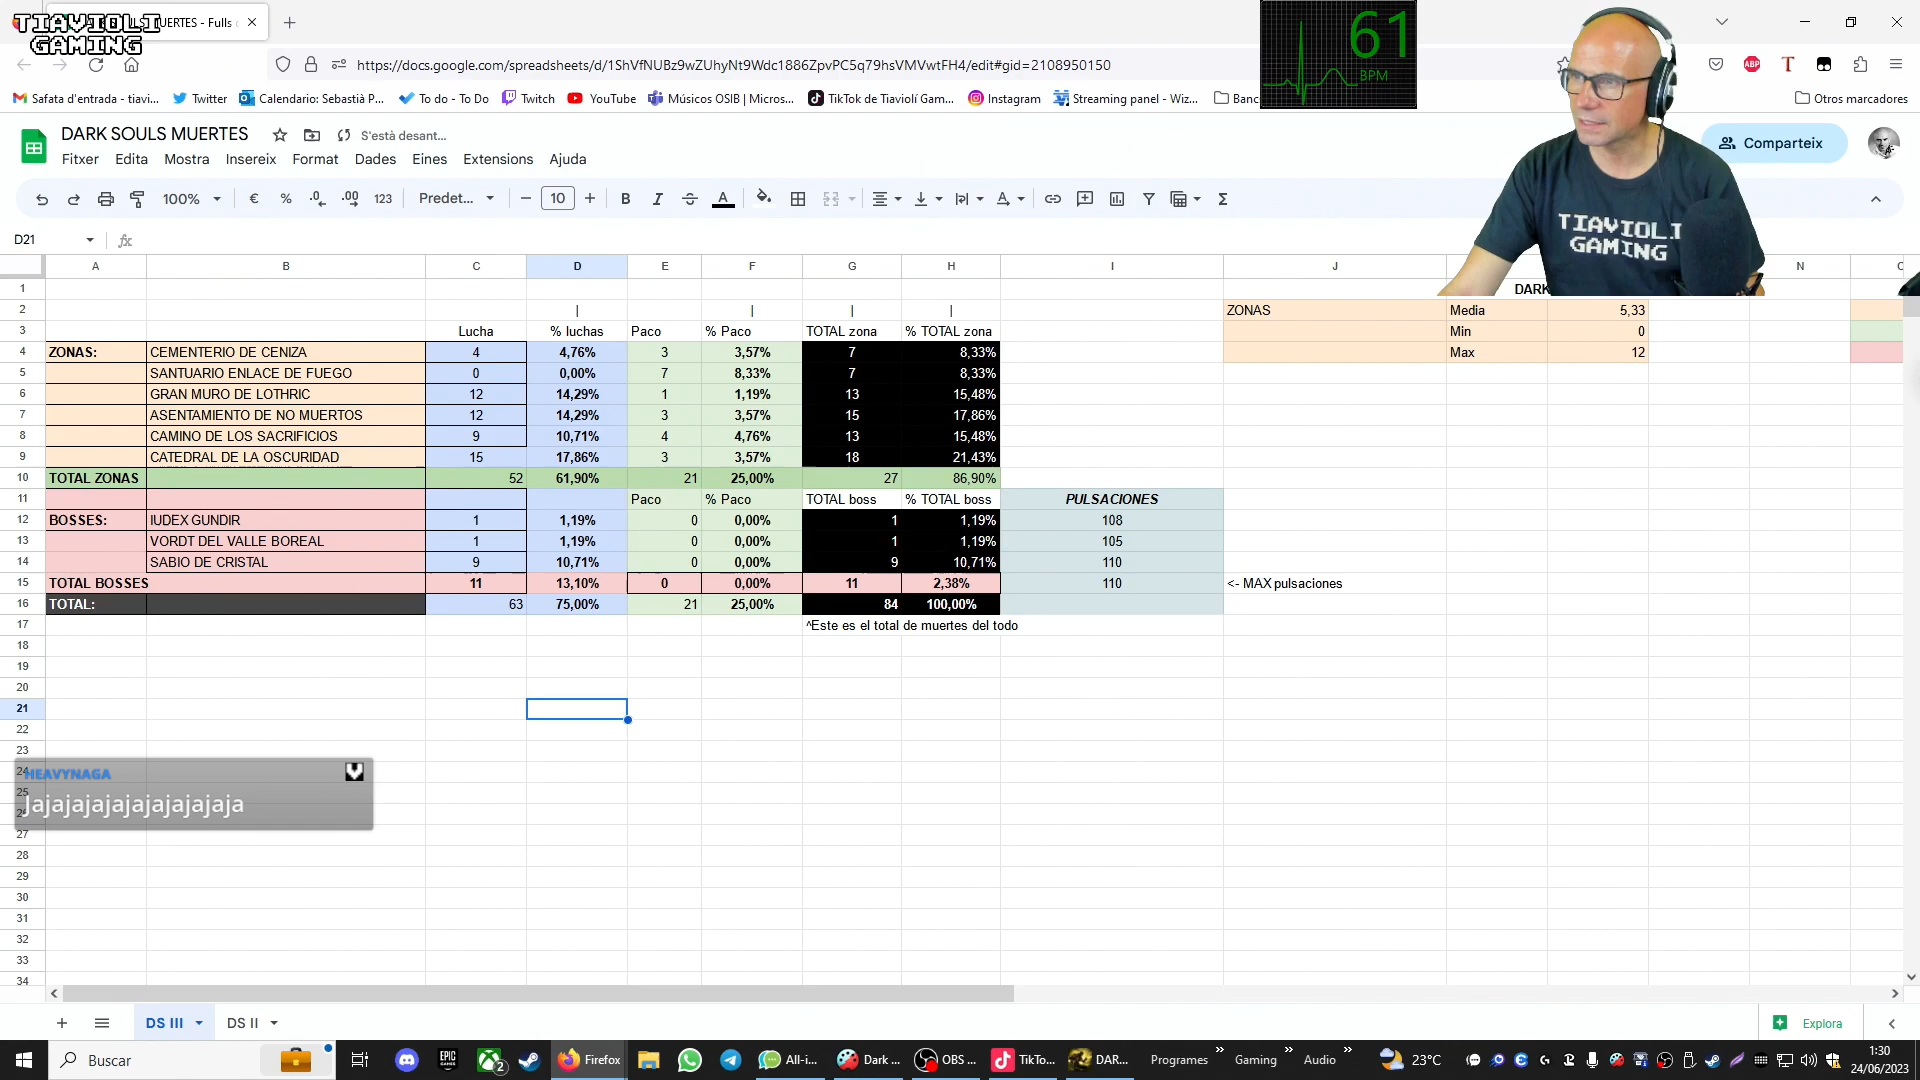 TIAVIOLI
GAMING
UERTES - Fulls
https://docs.google.com/spreadsheets/d/1ShVfNUBz9wZUhyNt9Wdc1886ZpvPC5q79hsVMVwtFH4/edit#gid=2108950150
61
BPM
Safata d'entrada - tiavi... Twitter Calendario: Sebastià P... To do - To Do Twitch YouTube Músicos OSIB | Micros... TikTok de Tiaviolí Gam... Instagram Streaming panel - Wiz... Banc Otros marcadores
DARK SOULS MUERTES S'està desant...
Comparteix
Fitxer Edita Mostra Insereix Format Dades Eines Extensions Ajuda
100% € % .0 .00 123 Predet... 10 B I A
TIAVIOLI
GAMING
D21 fx
A B C D E F G H I J N
1 DARK
2 | | | | ZONAS Media 5,33
3 Lucha % luchas Paco % Paco TOTAL zona % TOTAL zona Min 0
4 ZONAS: CEMENTERIO DE CENIZA 4 4,76% 3 3,57% 7 8,33% Max 12
5 SANTUARIO ENLACE DE FUEGO 0 0,00% 7 8,33% 7 8,33%
6 GRAN MURO DE LOTHRIC 12 14,29% 1 1,19% 13 15,48%
7 ASENTAMIENTO DE NO MUERTOS 12 14,29% 3 3,57% 15 17,86%
8 CAMINO DE LOS SACRIFICIOS 9 10,71% 4 4,76% 13 15,48%
9 CATEDRAL DE LA OSCURIDAD 15 17,86% 3 3,57% 18 21,43%
10 TOTAL ZONAS 52 61,90% 21 25,00% 27 86,90%
11 Paco % Paco TOTAL boss % TOTAL boss PULSACIONES
12 BOSSES: IUDEX GUNDIR 1 1,19% 0 0,00% 1 1,19% 108
13 VORDT DEL VALLE BOREAL 1 1,19% 0 0,00% 1 1,19% 105
14 SABIO DE CRISTAL 9 10,71% 0 0,00% 9 10,71% 110
15 TOTAL BOSSES 11 13,10% 0 0,00% 11 2,38% 110 <- MAX pulsaciones
16 TOTAL: 63 75,00% 21 25,00% 84 100,00%
17 ^Este es el total de muertes del todo
18
19
20
21
22
23
24 HEAVYNAGA
25
Jajajajajajajajajajaja
27
28
29
30
31
32
33
34
DS III DS II Explora
Buscar EPIC GAMES 2 Firefox All-i... Dark ... OBS ... TikTo... DAR... Programes Gaming Audio 23°C 1:30
24/06/2023